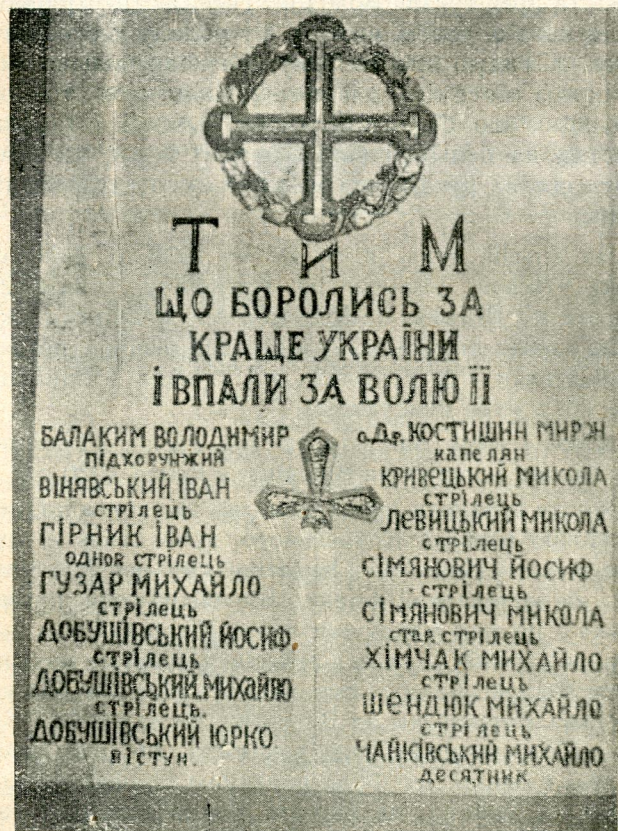 ТИМ
ЩО БОРОЛИСЬ ЗА
КРАЩЕ УКРАЇНИ
І ВПАЛИ ЗА ВОЛЮ ЇЇ
БАЛАКИМ ВОЛОДИМИР
ПІДХОРУНЖИЙ
ВІНЯВСЬКИЙ ІВАН
СТРІЛЕЦЬ
ГІРНИК ІВАН
ОДНОР СТРІЛЕЦЬ
ГУЗАР МИХАЙЛО
СТРІЛЕЦЬ
ДОБУШІВСЬКИЙ ЙОСИФ.
СТРІЛЕЦЬ
ДОБУШІВСЬКИЙ МИХАЙЛО
СТРІЛЕЦЬ.
ДОБУШІВСЬКИЙ ЮРКО
ВІСТУН.
о. Др. КОСТИШИН МИРОН
КАПЕЛЯН
КРИВЕЦЬКИЙ МИКОЛА
СТРІЛЕЦЬ
ЛЕВИЦЬКИЙ МИКОЛА
СТРІЛЕЦЬ
СІМЯНОВИЧ ЙОСИФ
СТРІЛЕЦЬ
СІМЯНОВИЧ МИКОЛА
СТАР. СТРІЛЕЦЬ
ХІМЧАК МИХАЙЛО
СТРІЛЕЦЬ
ШЕНДЮК МИХАЙЛО
СТРІЛЕЦЬ
ЧАЙКІВСЬКИЙ МИХАЙЛО
ДЕСЯТНИК